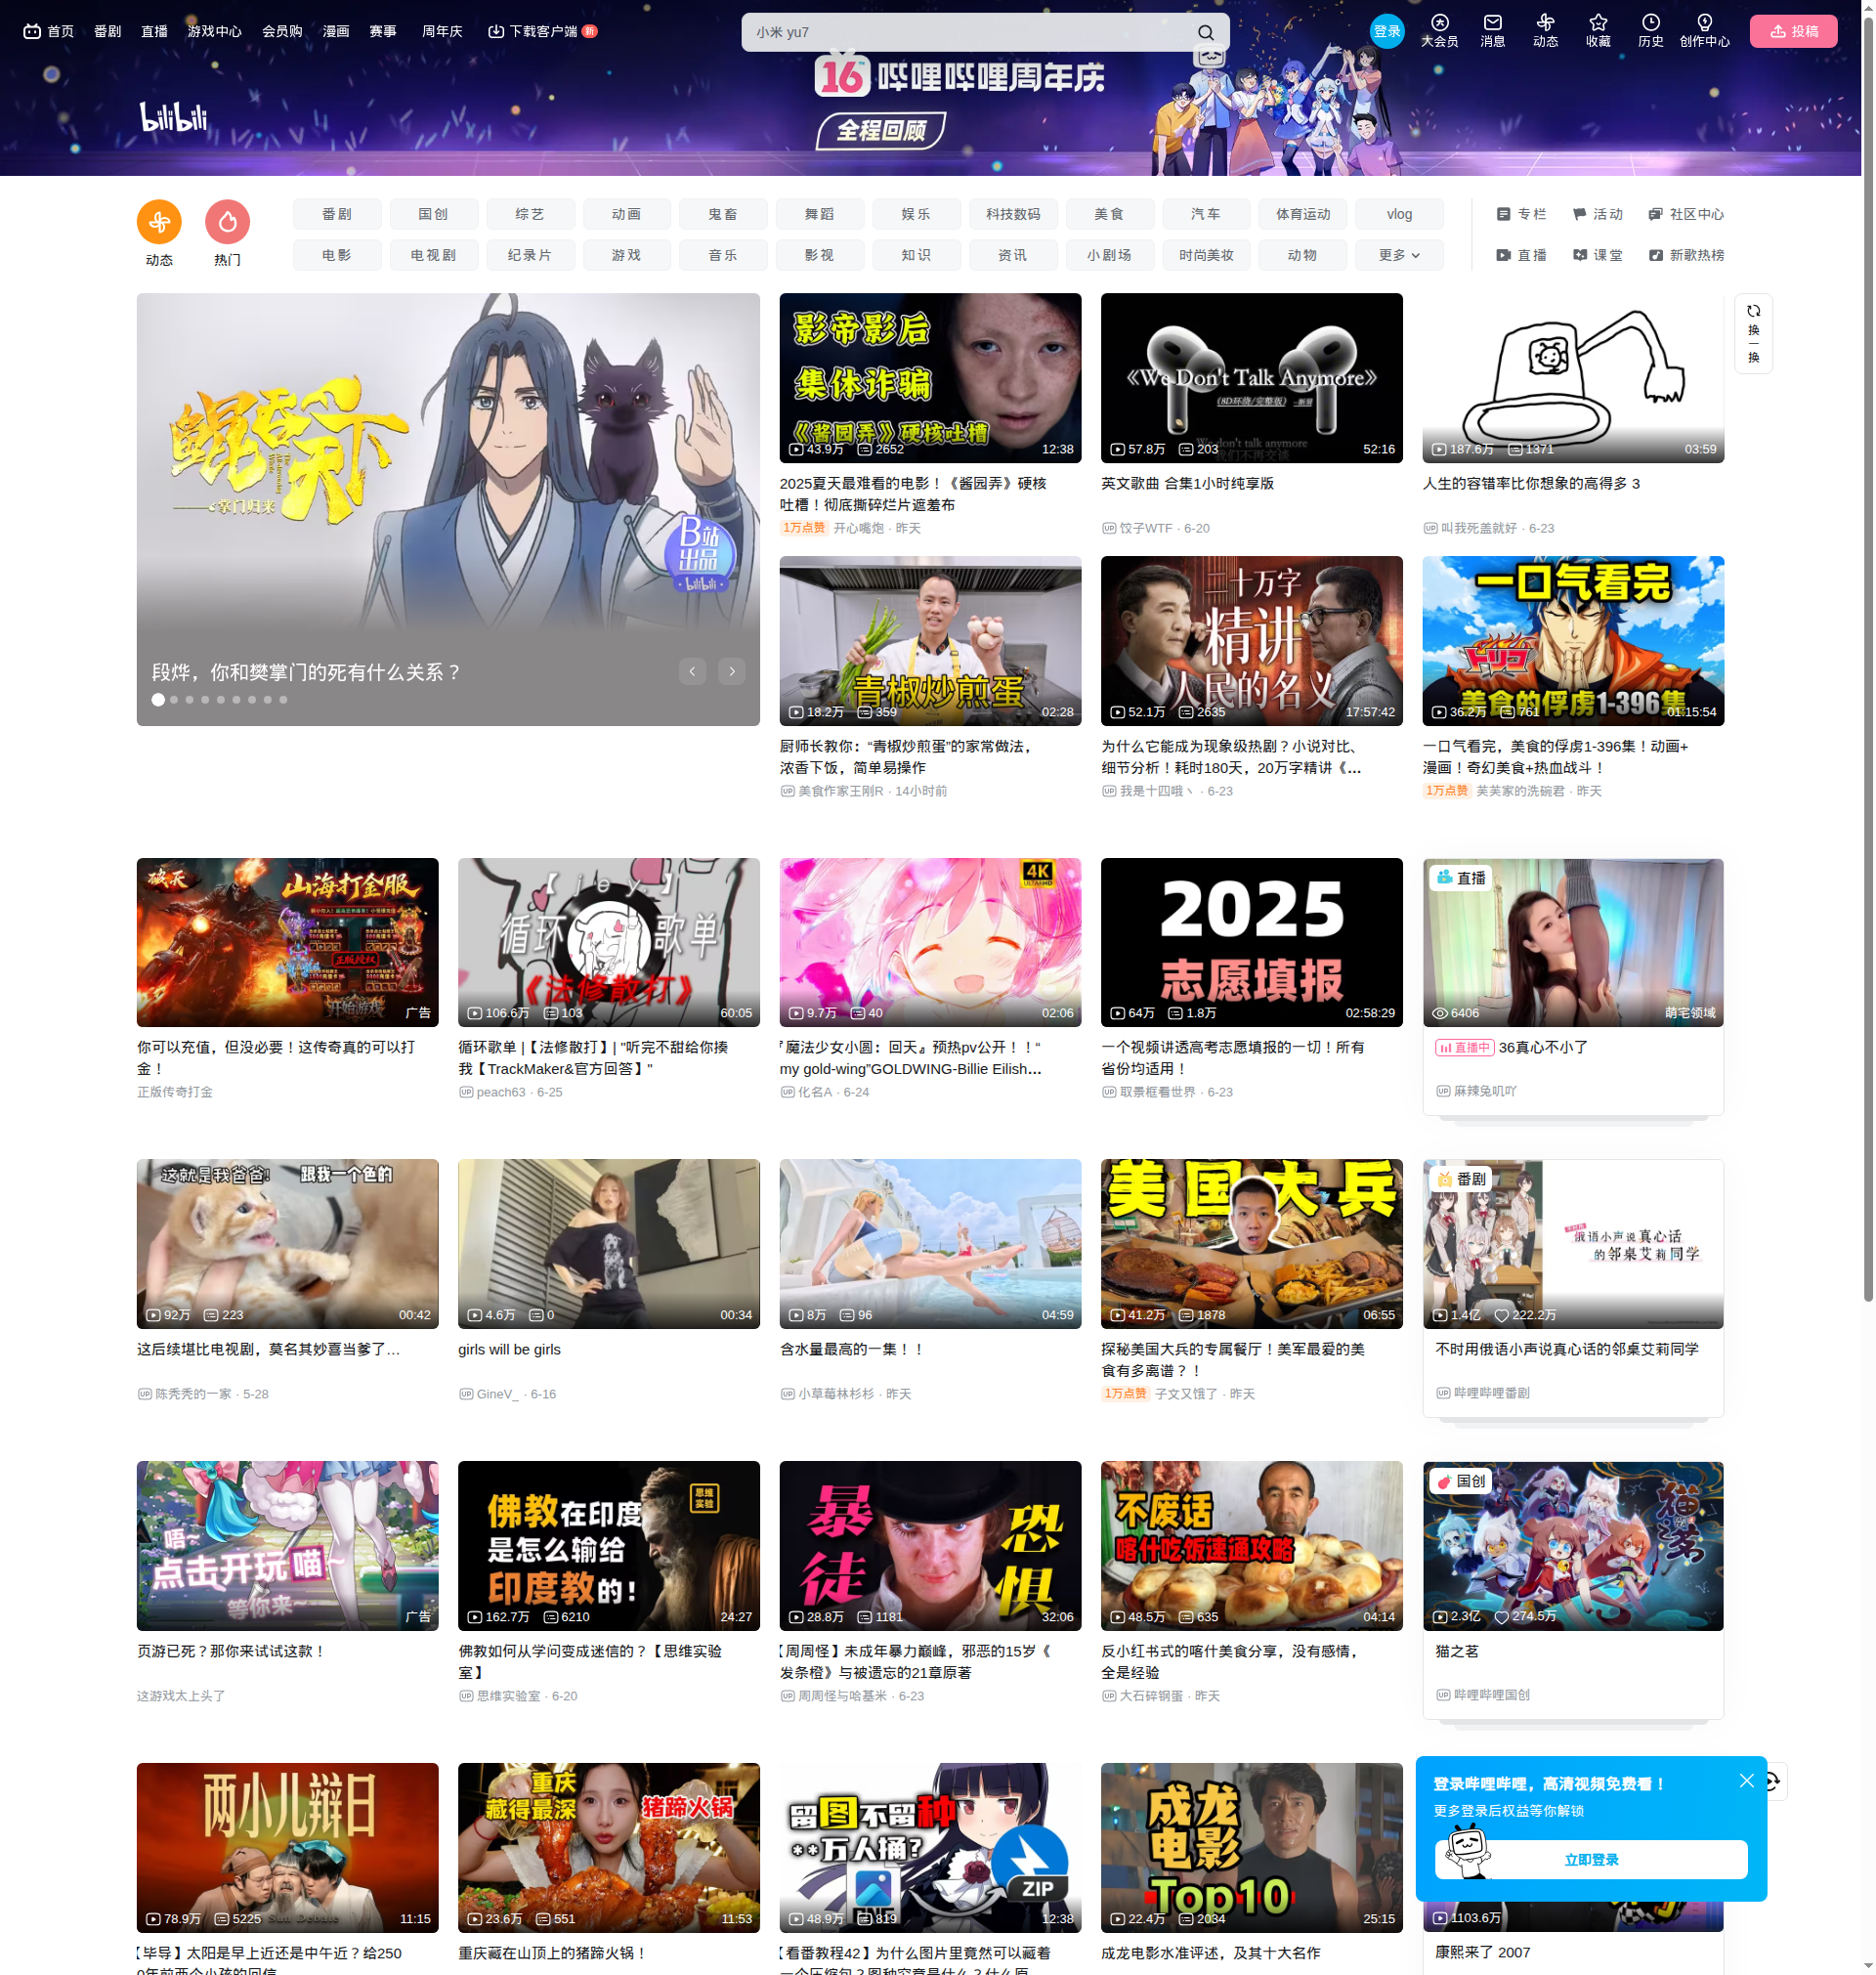 首页 番剧 直播 游戏中心 会员购 漫画 赛事 周年庆 下载客户端 新
小米 yu7
登录 大会员 消息 动态 收藏 历史 创作中心 投稿
bilibili
16 哔哩哔哩周年庆
全程回顾
动态 热门
番剧 国创 综艺 动画 鬼畜 舞蹈 娱乐 科技数码 美食 汽车 体育运动 vlog
电影 电视剧 纪录片 游戏 音乐 影视 知识 资讯 小剧场 时尚美妆 动物 更多
专栏 活动 社区中心
直播 课堂 新歌热榜
鲲吞天下
掌门归来
B站
出品
bilibili
段烨，你和樊掌门的死有什么关系？
影帝影后
集体诈骗
《酱园弄》硬核吐槽
43.9万 2652 12:38
2025夏天最难看的电影！《酱园弄》硬核
吐槽！彻底撕碎烂片遮羞布
1万点赞 开心嘴炮 · 昨天
《We Don't Talk Anymore》
(8D环绕/完整版)
We don't talk anymore
我们不再交谈
57.8万 203 52:16
英文歌曲 合集1小时纯享版
饺子WTF · 6-20
187.6万 1371 03:59
人生的容错率比你想象的高得多 3
叫我死盖就好 · 6-23
换一换
青椒炒煎蛋
18.2万 359 02:28
厨师长教你：“青椒炒煎蛋”的家常做法，
浓香下饭，简单易操作
美食作家王刚R · 14小时前
二十万字
精讲
人民的名义
52.1万 2635 17:57:42
为什么它能成为现象级热剧？小说对比、
细节分析！耗时180天，20万字精讲《...
我是十四哦丶 · 6-23
一口气看完
トリコ
美食的俘虏1-396集
36.2万 761 01:15:54
一口气看完，美食的俘虏1-396集！动画+
漫画！奇幻美食+热血战斗！
1万点赞 芙芙家的洗碗君 · 昨天
破天
山海打金服
正版授权
开始游戏
广告
你可以充值，但没必要！这传奇真的可以打
金！
正版传奇打金
【 j e y 】
循环 歌单
《法修散打》
106.6万 103 60:05
循环歌单 |【法修散打】| "听完不甜给你揍
我【TrackMaker&官方回答】"
peach63 · 6-25
4K
ULTRA HD
9.7万 40 02:06
『魔法少女小圆：回天』预热pv公开！！“
my gold-wing”GOLDWING-Billie Eilish...
化名A · 6-24
2025
志愿填报
64万 1.8万 02:58:29
一个视频讲透高考志愿填报的一切！所有
省份均适用！
取景框看世界 · 6-23
直播
6406 萌宅领域
直播中 36真心不小了
麻辣兔叽吖
这就是我爸爸! 跟我一个色的
92万 223 00:42
这后续堪比电视剧，莫名其妙喜当爹了...
陈秃秃的一家 · 5-28
4.6万 0 00:34
girls will be girls
GineV_ · 6-16
8万 96 04:59
含水量最高的一集！！
小草莓林杉杉 · 昨天
美国大兵
41.2万 1878 06:55
探秘美国大兵的专属餐厅！美军最爱的美
食有多离谱？！
1万点赞 子文又饿了 · 昨天
番剧
不时用
俄语小声说真心话
的邻桌艾莉同学
1.4亿 222.2万
不时用俄语小声说真心话的邻桌艾莉同学
哔哩哔哩番剧
唔~
点击开玩喵~
等你来~
广告
页游已死？那你来试试这款！
这游戏太上头了
思维
实验
佛教在印度
是怎么输给
印度教的!
162.7万 6210 24:27
佛教如何从学问变成迷信的？【思维实验
室】
思维实验室 · 6-20
暴徒 恐惧
28.8万 1181 32:06
【周周怪】未成年暴力巅峰，邪恶的15岁《
发条橙》与被遗忘的21章原著
周周怪与哈基米 · 6-23
不废话
喀什吃饭速通攻略
48.5万 635 04:14
反小红书式的喀什美食分享，没有感情，
全是经验
大石碎钢蛋 · 昨天
国创
猫之茗
2.3亿 274.5万
猫之茗
哔哩哔哩国创
两小儿辩日
Sun Debate
78.9万 5225 11:15
【毕导】太阳是早上近还是中午近？给250
0年前两个小孩的回信
重庆
藏得最深 猪蹄火锅
23.6万 551 11:53
重庆藏在山顶上的猪蹄火锅！
留图不留种
**万人捅?
ZIP
48.9万 819 12:38
【看番教程42】为什么图片里竟然可以藏着
一个压缩包？图种究竟是什么？什么原
成龙
电影
Top10
22.4万 2034 25:15
成龙电影水准评述，及其十大名作
登录哔哩哔哩，高清视频免费看！
更多登录后权益等你解锁
立即登录
1103.6万
康熙来了 2007